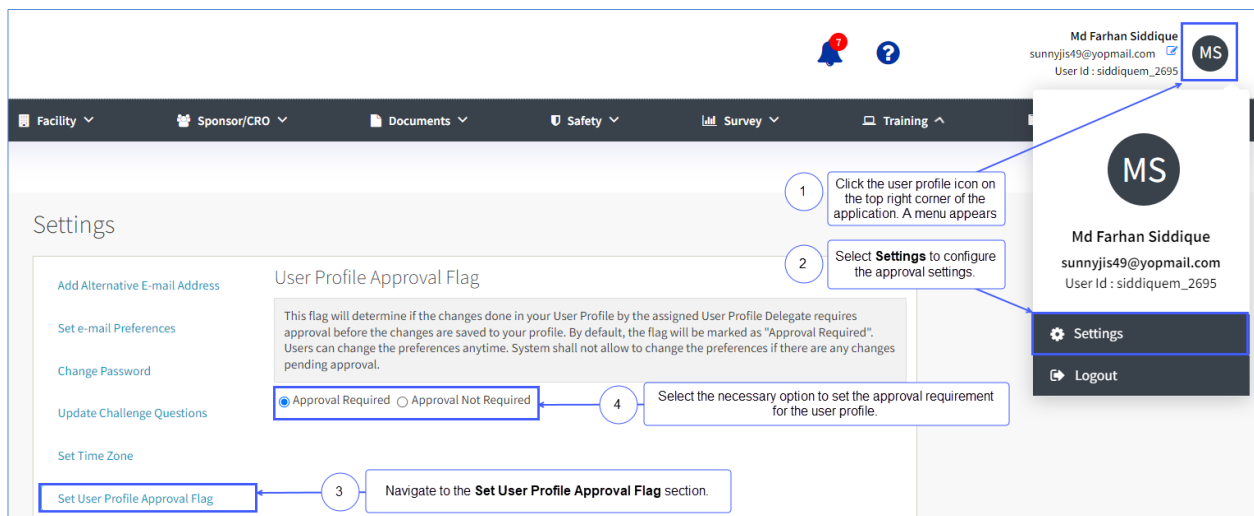 7
Md Farhan Siddique
sunnyjis49@yopmail.com
User Id : siddiquem_2695
MS
Facility
Sponsor/CRO
Documents
Safety
Survey
Training
MS
Md Farhan Siddique
sunnyjis49@yopmail.com
User Id : siddiquem_2695
Settings
Logout
1
Click the user profile icon on
the top right corner of the
application. A menu appears
2
Select Settings to configure
the approval settings.
Settings
Add Alternative E-mail Address
Set e-mail Preferences
Change Password
Update Challenge Questions
Set Time Zone
Set User Profile Approval Flag
User Profile Approval Flag
This flag will determine if the changes done in your User Profile by the assigned User Profile Delegate requires
approval before the changes are saved to your profile. By default, the flag will be marked as "Approval Required".
Users can change the preferences anytime. System shall not allow to change the preferences if there are any changes
pending approval.
Approval Required Approval Not Required
4
Select the necessary option to set the approval requirement
for the user profile.
3
Navigate to the Set User Profile Approval Flag section.